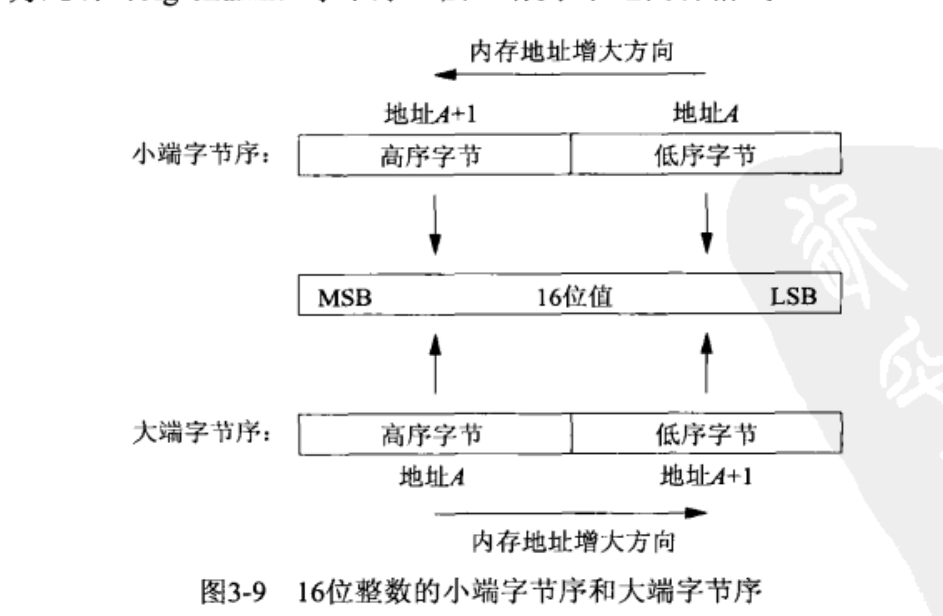 内存地址增大方向
地址A+1 地址A
小端字节序: 高序字节 低序字节
MSB 16位值 LSB
大端字节序: 高序字节 低序字节
地址A 地址A+1
内存地址增大方向
图3-9 16位整数的小端字节序和大端字节序